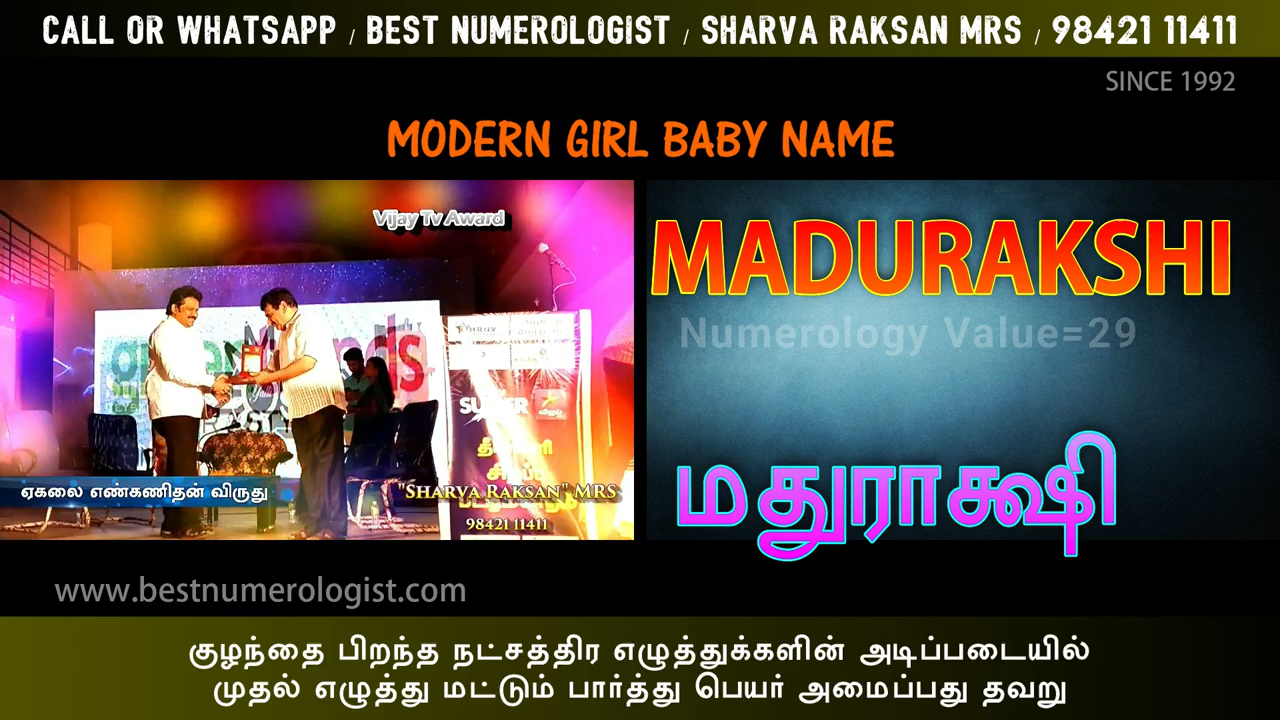 CALL OR WHATSAPP / BEST NUMEROLOGIST / SHARVA RAKSAN MRS / 98421 11411
SINCE 1992
MODERN GIRL BABY NAME
Vijay Tv Award
MADURAKSHI
Numerology Value=29
மதுராக்ஷி
ஏகலை எண்கணிதன் விருது
"SHARVA RAKSAN" MRS
98421 11411
www.bestnumerologist.com
குழந்தை பிறந்த நட்சத்திர எழுத்துக்களின் அடிப்படையில்
முதல் எழுத்து மட்டும் பார்த்து பெயர் அமைப்பது தவறு